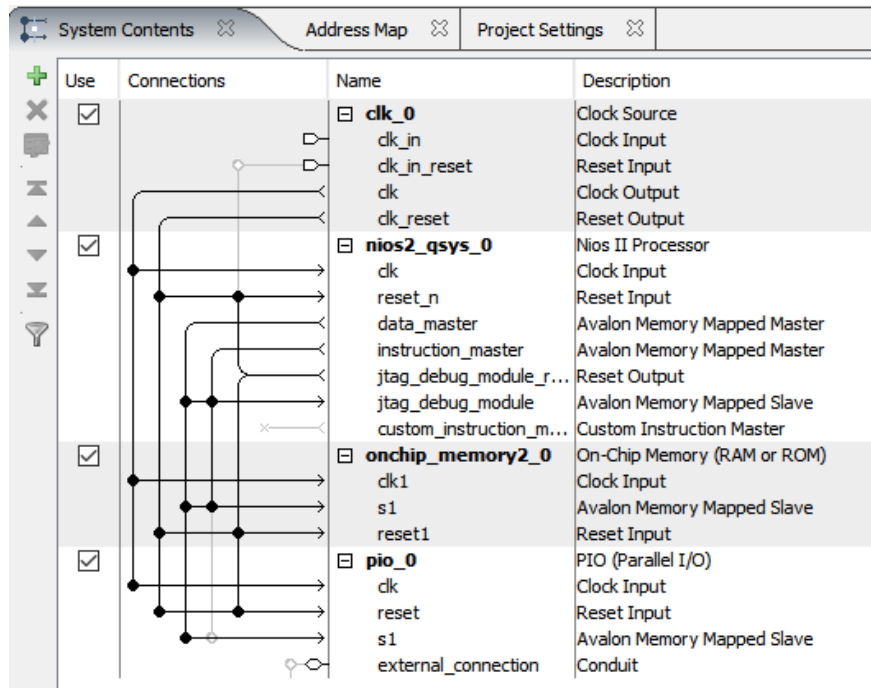 System Contents Address Map Project Settings
Use Connections Name Description
clk_0 Clock Source
clk_in Clock Input
clk_in_reset Reset Input
clk Clock Output
clk_reset Reset Output
nios2_qsys_0 Nios II Processor
clk Clock Input
reset_n Reset Input
data_master Avalon Memory Mapped Master
instruction_master Avalon Memory Mapped Master
jtag_debug_module_r... Reset Output
jtag_debug_module Avalon Memory Mapped Slave
custom_instruction_m... Custom Instruction Master
onchip_memory2_0 On-Chip Memory (RAM or ROM)
clk1 Clock Input
s1 Avalon Memory Mapped Slave
reset1 Reset Input
pio_0 PIO (Parallel I/O)
clk Clock Input
reset Reset Input
s1 Avalon Memory Mapped Slave
external_connection Conduit